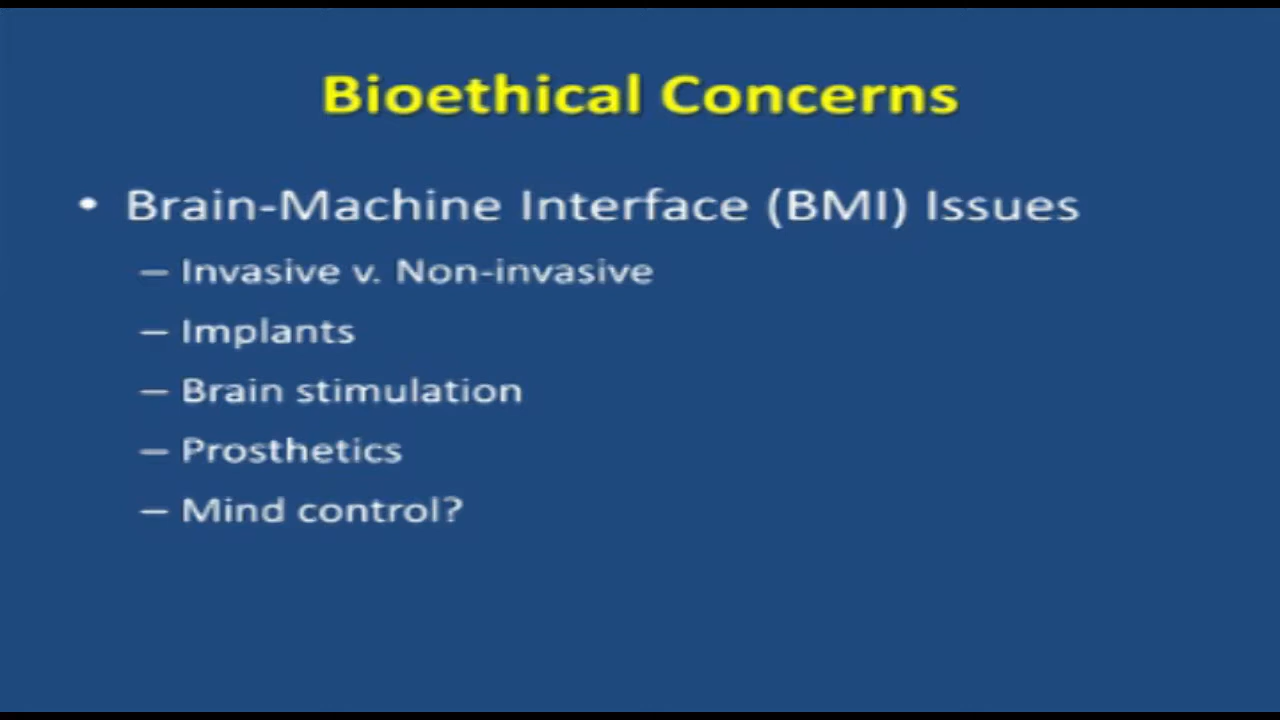 Bioethical Concerns
• Brain-Machine Interface (BMI) Issues
– Invasive v. Non-invasive
– Implants
– Brain stimulation
– Prosthetics
– Mind control?